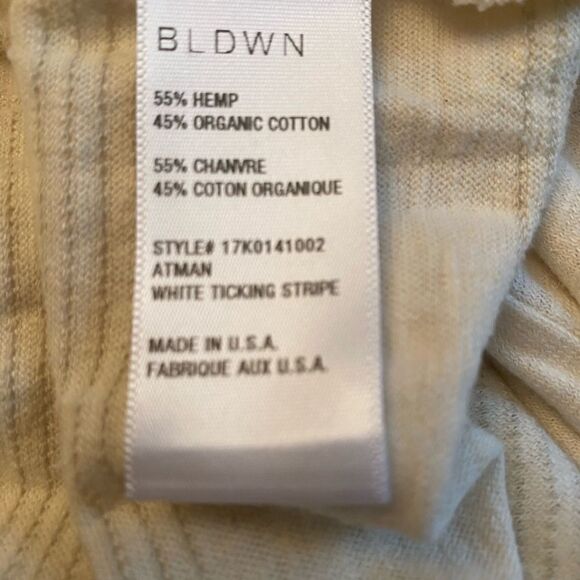 BLDWN
55% HEMP
45% ORGANIC COTTON
55% CHANVRE
45% COTON ORGANIQUE
STYLE# 17K0141002
ATMAN
WHITE TICKING STRIPE
MADE IN U.S.A.
FABRIQUE AUX U.S.A.